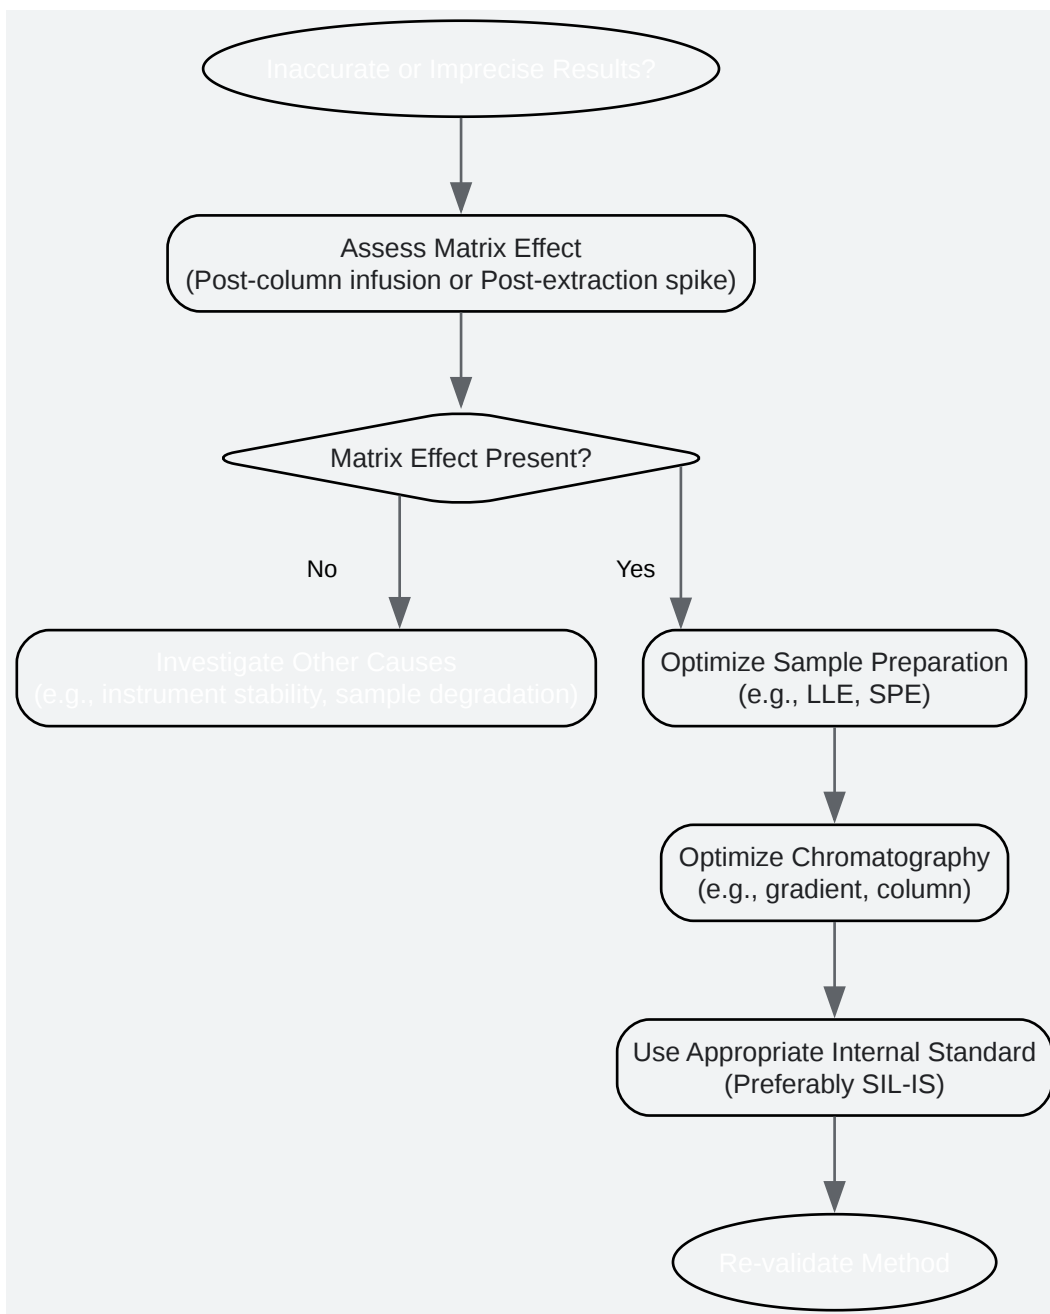 Inaccurate or Imprecise Results?
Assess Matrix Effect
(Post-column infusion or Post-extraction spike)
Matrix Effect Present?
No
Yes
Investigate Other Causes
(e.g., instrument stability, sample degradation)
Optimize Sample Preparation
(e.g., LLE, SPE)
Optimize Chromatography
(e.g., gradient, column)
Use Appropriate Internal Standard
(Preferably SIL-IS)
Re-validate Method